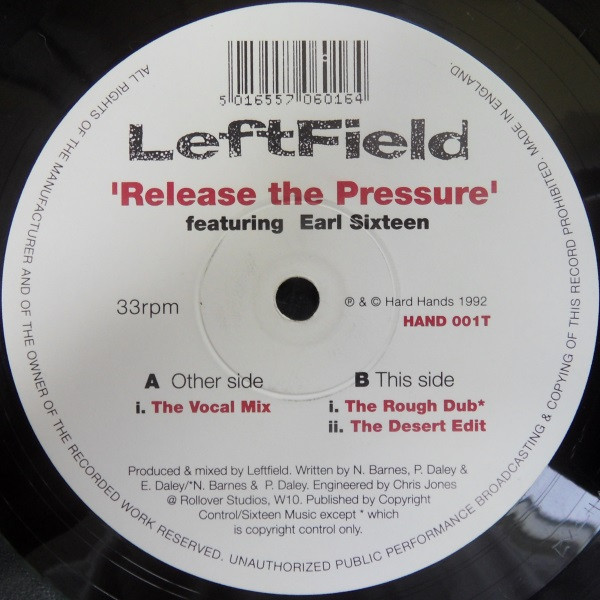 5 016557 060164
LeftField
'Release the Pressure'
featuring Earl Sixteen
33rpm
℗ & © Hard Hands 1992
HAND 001T
A Other side
i. The Vocal Mix
B This side
i. The Rough Dub*
ii. The Desert Edit
Produced & mixed by Leftfield. Written by N. Barnes, P. Daley &
E. Daley/*N. Barnes & P. Daley. Engineered by Chris Jones
@ Rollover Studios, W10. Published by Copyright
Control/Sixteen Music except * which
is copyright control only.
ALL RIGHTS OF THE MANUFACTURER AND OF THE OWNER OF THE RECORDED WORK RESERVED. UNAUTHORIZED PUBLIC PERFORMANCE BROADCASTING & COPYING OF THIS RECORD PROHIBITED. MADE IN ENGLAND.